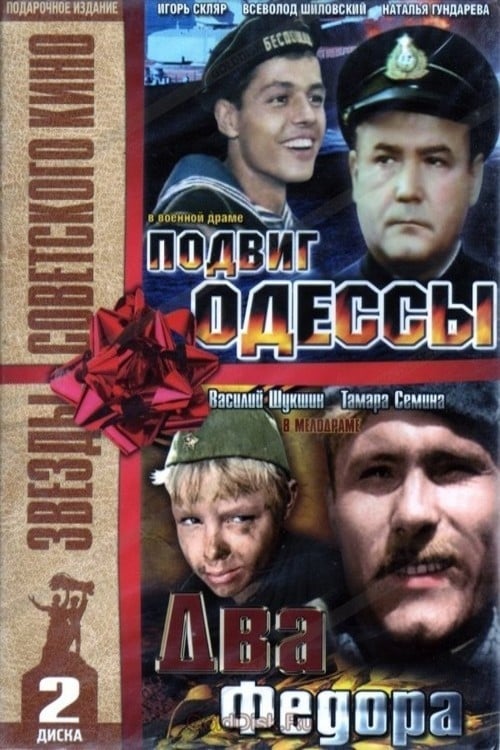 ПОДАРОЧНОЕ ИЗДАНИЕ
ИГОРЬ СКЛЯР ВСЕВОЛОД ШИЛОВСКИЙ НАТАЛЬЯ ГУНДАРЕВА
ЗВЕЗДЫ СОВЕТСКОГО КИНО
В ВОЕННОЙ ДРАМЕ
ПОДВИГ
ОДЕССЫ
Василий Шукшин Тамара Семина
В МЕЛОДРАМЕ
Два
Федора
2
ДИСКА